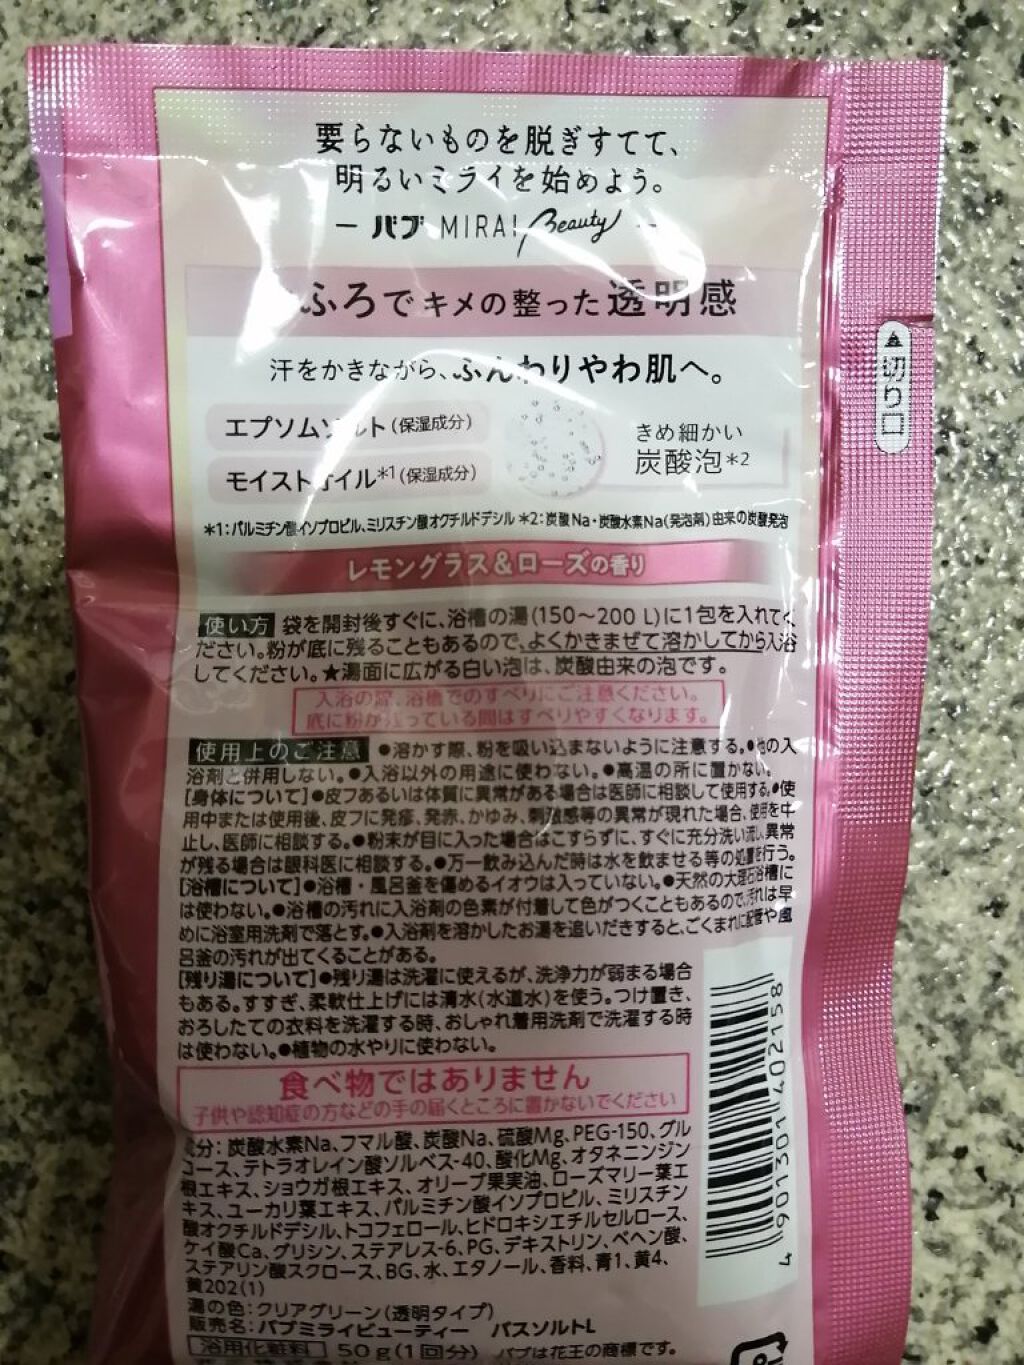 要らないものを脱ぎすてて、
明るいミライを始めよう。
— バブ MIRAI Beauty —
ふろでキメの整った透明感
汗をかきながら、ふんわりやわ肌へ。
▲切り口
エプソムソルト(保湿成分)
モイストオイル*1(保湿成分)
きめ細かい
炭酸泡*2
*1:パルミチン酸イソプロピル、ミリスチン酸オクチルドデシル *2:炭酸Na・炭酸水素Na(発泡剤)由来の炭酸発泡
レモングラス&ローズの香り
使い方 袋を開封後すぐに、浴槽の湯(150〜200 L)に1包を入れてく
ださい。粉が底に残ることもあるので、よくかきまぜて溶かしてから入浴
してください。★湯面に広がる白い泡は、炭酸由来の泡です。
入浴の際、浴槽でのすべりにご注意ください。
底に粉が残っている間はすべりやすくなります。
使用上のご注意 ●溶かす際、粉を吸い込まないように注意する。●他の入
浴剤と併用しない。●入浴以外の用途に使わない。●高温の所に置かない。
[身体について]●皮フあるいは体質に異常がある場合は医師に相談して使用する。●使
用中または使用後、皮フに発疹、発赤、かゆみ、刺激感等の異常が現れた場合、使用を中
止し、医師に相談する。●粉末が目に入った場合はこすらずに、すぐに充分洗い流し、異常
が残る場合は眼科医に相談する。●万一飲み込んだ時は水を飲ませる等の処置を行う。
[浴槽について]●浴槽・風呂釜を傷めるイオウは入っていない。●天然の大理石浴槽に
は使わない。●浴槽の汚れに入浴剤の色素が付着して色がつくこともあるので、汚れは早
めに浴室用洗剤で落とす。●入浴剤を溶かしたお湯を追いだきすると、ごくまれに配管や風
呂釜の汚れが出てくることがある。
[残り湯について]●残り湯は洗濯に使えるが、洗浄力が弱まる場合
もある。すすぎ、柔軟仕上げには清水(水道水)を使う。つけ置き、
おろしたての衣料を洗濯する時、おしゃれ着用洗剤で洗濯する時
は使わない。●植物の水やりに使わない。
食べ物ではありません
子供や認知症の方などの手の届くところに置かないでください
成分:炭酸水素Na、フマル酸、炭酸Na、硫酸Mg、PEG-150、グル
コース、テトラオレイン酸ソルベス-40、酸化Mg、オタネニンジン
根エキス、ショウガ根エキス、オリーブ果実油、ローズマリー葉エ
キス、ユーカリ葉エキス、パルミチン酸イソプロピル、ミリスチン
酸オクチルドデシル、トコフェロール、ヒドロキシエチルセルロース、
ケイ酸Ca、グリシン、ステアレス-6、PG、デキストリン、ベヘン酸、
ステアリン酸スクロース、BG、水、エタノール、香料、青1、黄4、
黄202(1)
湯の色:クリアグリーン(透明タイプ)
販売名:バブミライビューティー バスソルトL
浴用化粧料 50g(1回分) バブは花王の商標です。
4901301402158